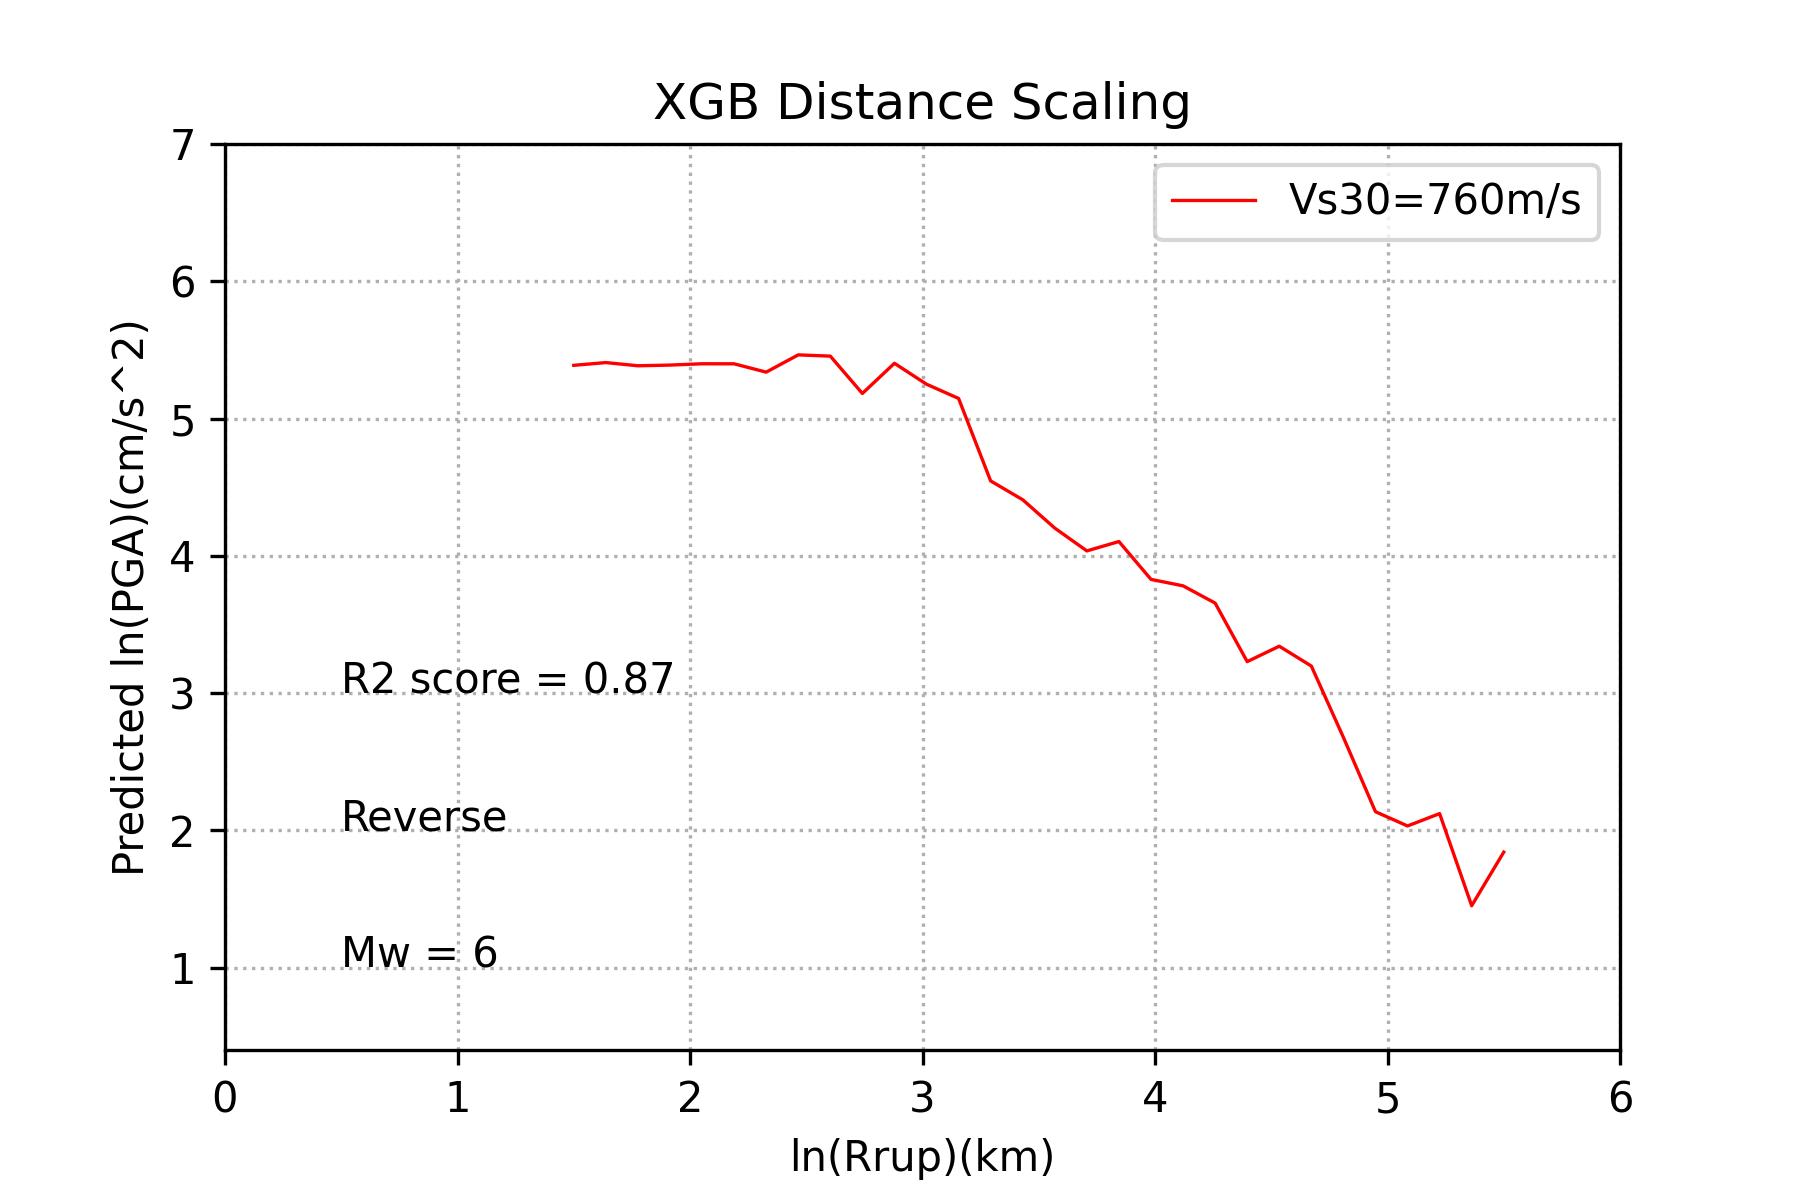 XGB Distance Scaling
7
6
5
4
3
2
1
Predicted ln(PGA)(cm/s^2)
Vs30=760m/s
R2 score = 0.87
Reverse
Mw = 6
0 1 2 3 4 5 6
ln(Rrup)(km)